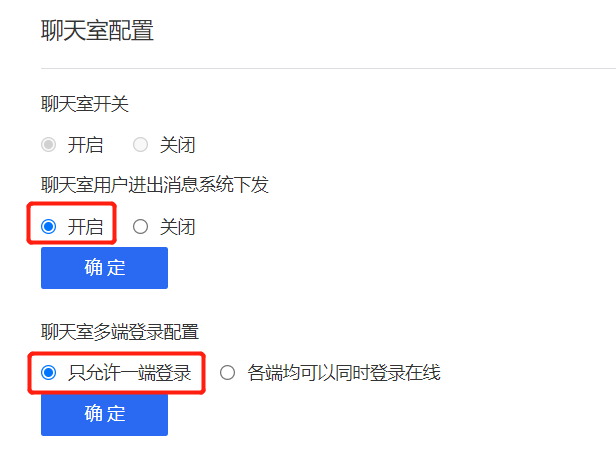 聊天室配置
聊天室开关
开启 关闭
聊天室用户进出消息系统下发
开启 关闭
确定
聊天室多端登录配置
只允许一端登录 各端均可以同时登录在线
确定